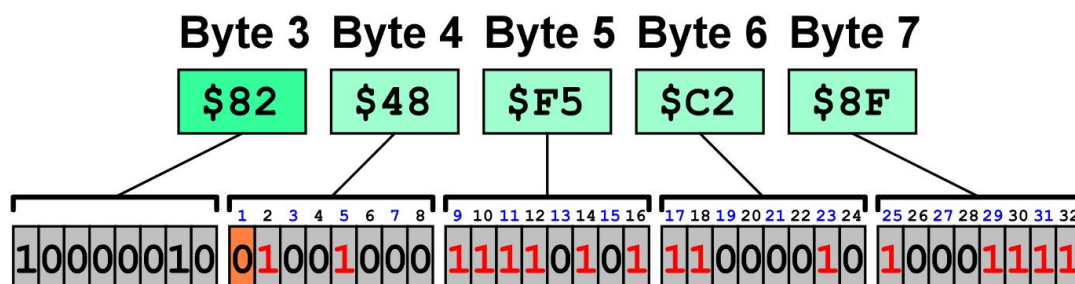 Byte 3 Byte 4 Byte 5 Byte 6 Byte 7
$82 $48 $F5 $C2 $8F
1 2 3 4 5 6 7 8 9 10 11 12 13 14 15 16 17 18 19 20 21 22 23 24 25 26 27 28 29 30 31 32
10000010 01001000 11110101 11000010 10001111